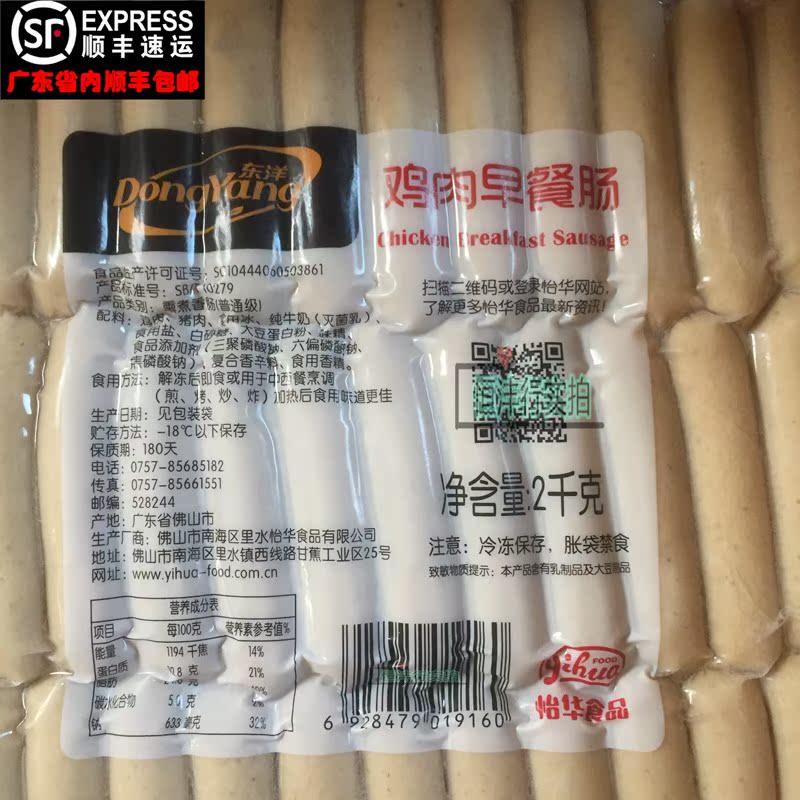 SF EXPRESS
顺丰速运
广东省内顺丰包邮
东洋
DongYang
鸡肉早餐肠
Chicken Breakfast Sausage
食品生产许可证号: SC10444060503861
产品标准号: SB/T10279
产品类别: 熏煮香肠(普通级)
配料: 鸡肉、猪肉、 冰、纯牛奶(灭菌乳)、
食用盐、白砂糖、大豆蛋白粉、味精、
食品添加剂(三聚磷酸钠、六偏磷酸钠、
焦磷酸钠)、复合香辛料、食用香精。
食用方法: 解冻后即食或用于中西餐烹调
(煎、烤、炒、炸)加热后食用味道更佳
生产日期: 见包装袋
贮存方法: -18℃以下保存
保质期: 180天
电话: 0757-85685182
传真: 0757-85661551
邮编: 528244
产地: 广东省佛山市
生产厂商: 佛山市南海区里水怡华食品有限公司
地址: 佛山市南海区里水镇西线路甘蕉工业区25号
网址: www.yihua-food.com.cn
扫描二维码或登录怡华网站,
了解更多怡华食品最新资讯!
恒丰得实拍
净含量:2千克
注意: 冷冻保存, 胀袋禁食
致敏物质提示: 本产品含有乳制品及大豆制品
营养成分表
项目 每100克 营养素参考值%
能量 1194 千焦 14%
蛋白质 克 21%
脂肪 克
碳水化合物 克 2%
钠 633 毫克 32%
6 928479 019160
Yihua FOOD
怡华食品